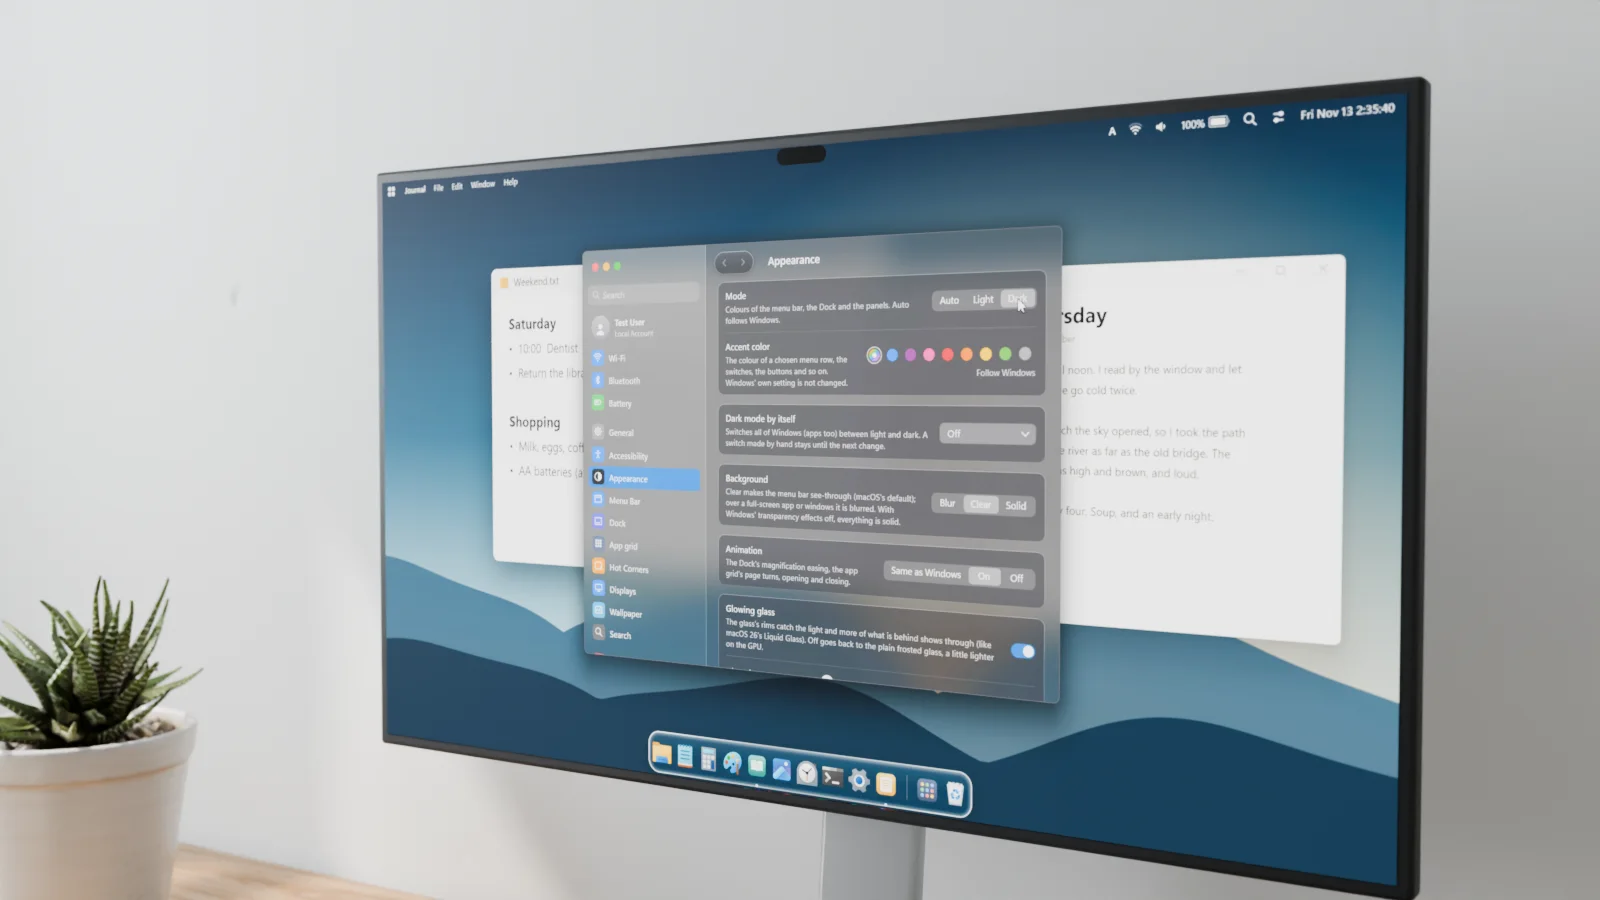 Journal File Edit Window Help
A 100% Fri Nov 13 2:35:40
Weekend.txt
Saturday
• 10:00 Dentist
• Return the libra
Shopping
• Milk, eggs, coff
• AA batteries (a
Search
Test User
Local Account
Wi-Fi
Bluetooth
Battery
General
Accessibility
Appearance
Menu Bar
Dock
App grid
Hot Corners
Displays
Wallpaper
Search
Appearance
Mode
Colours of the menu bar, the Dock and the panels. Auto
follows Windows.
Auto Light Dark
Accent color
The colour of a chosen menu row, the
switches, the buttons and so on.
Windows' own setting is not changed.
Follow Windows
Dark mode by itself
Switches all of Windows (apps too) between light and dark. A
switch made by hand stays until the next change.
Off
Background
Clear makes the menu bar see-through (macOS's default);
over a full-screen app or windows it is blurred. With
Windows' transparency effects off, everything is solid.
Blur Clear Solid
Animation
The Dock's magnification easing, the app
grid's page turns, opening and closing.
Same as Windows On Off
Glowing glass
The glass's rims catch the light and more of what is behind shows through (like
macOS 26's Liquid Glass). Off goes back to the plain frosted glass, a little lighter
on the GPU.
rsday
ber
noon. I read by the window and let
go cold twice.
ch the sky opened, so i took the path
river as far as the old bridge. The
s high and brown, and loud.
four. Soup, and an early night.